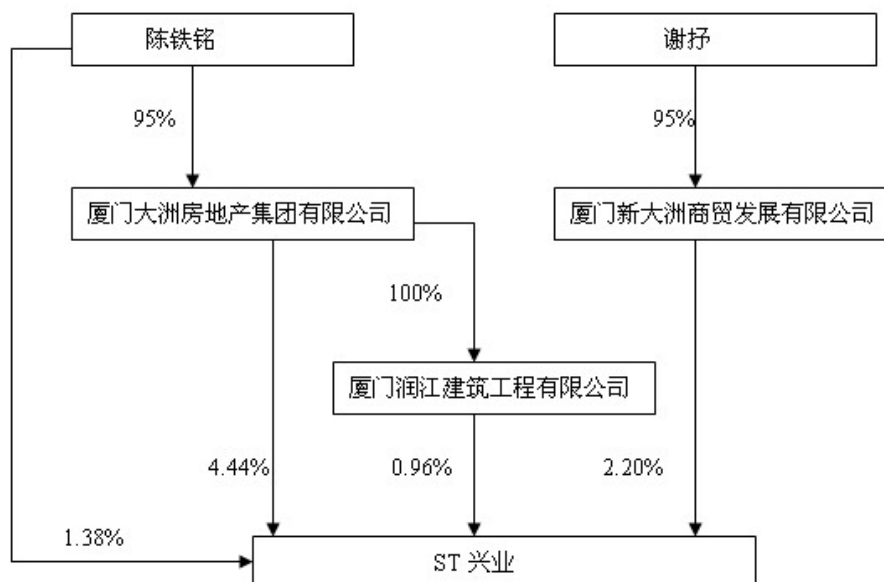 陈铁铭
谢抒
95%
95%
厦门大洲房地产集团有限公司
厦门新大洲商贸发展有限公司
100%
厦门润江建筑工程有限公司
4.44%
0.96%
2.20%
1.38%
ST 兴业